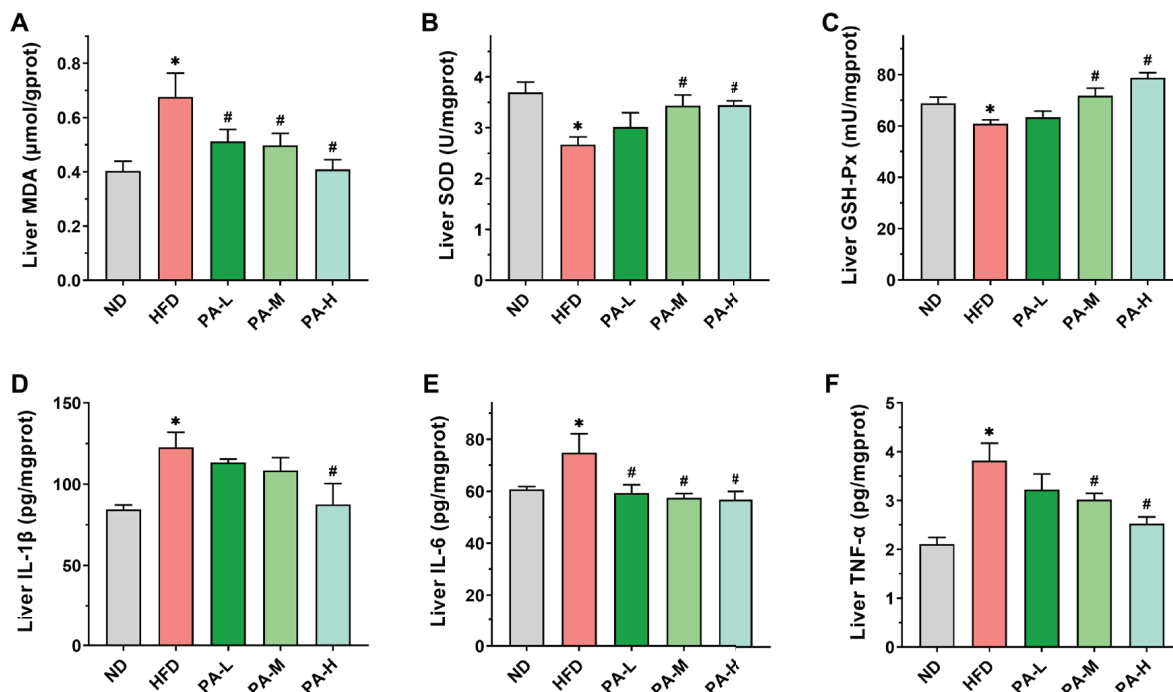 A
Liver MDA (μmol/gprot)
0.8
0.6
0.4
0.2
0.0
*
#
#
#
ND
HFD
PA-L
PA-M
PA-H
B
Liver SOD (U/mgprot)
4
3
2
1
0
*
#
#
ND
HFD
PA-L
PA-M
PA-H
C
Liver GSH-Px (mU/mgprot)
80
60
40
20
0
*
#
#
ND
HFD
PA-L
PA-M
PA-H
D
Liver IL-1β (pg/mgprot)
150
100
50
0
*
#
ND
HFD
PA-L
PA-M
PA-H
E
Liver IL-6 (pg/mgprot)
80
60
40
20
0
*
#
#
#
ND
HFD
PA-L
PA-M
PA-H
F
Liver TNF-α (pg/mgprot)
5
4
3
2
1
0
*
#
#
ND
HFD
PA-L
PA-M
PA-H